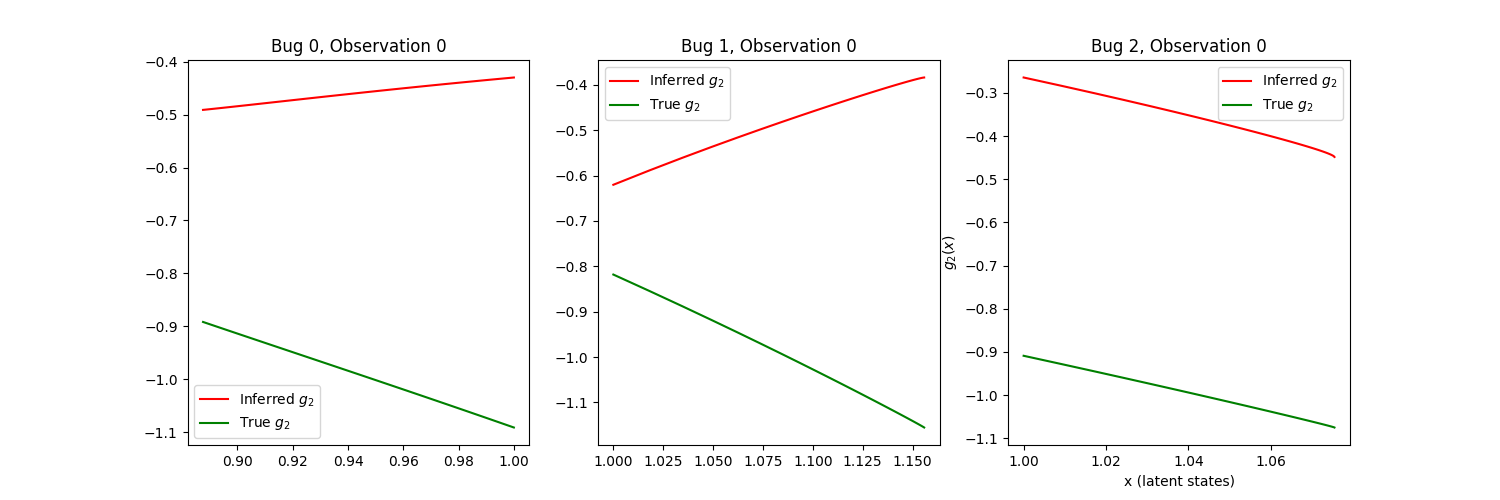 Bug 0, Observation 0
−0.4
−0.5
−0.6
−0.7
−0.8
−0.9
−1.0
−1.1
Inferred g₂
True g₂
0.90 0.92 0.94 0.96 0.98 1.00
Bug 1, Observation 0
Inferred g₂
True g₂
−0.4
−0.5
−0.6
−0.7
−0.8
−0.9
−1.0
−1.1
1.000 1.025 1.050 1.075 1.100 1.125 1.150
Bug 2, Observation 0
Inferred g₂
True g₂
g₂(x)
−0.3
−0.4
−0.5
−0.6
−0.7
−0.8
−0.9
−1.0
−1.1
1.00 1.02 1.04 1.06
x (latent states)